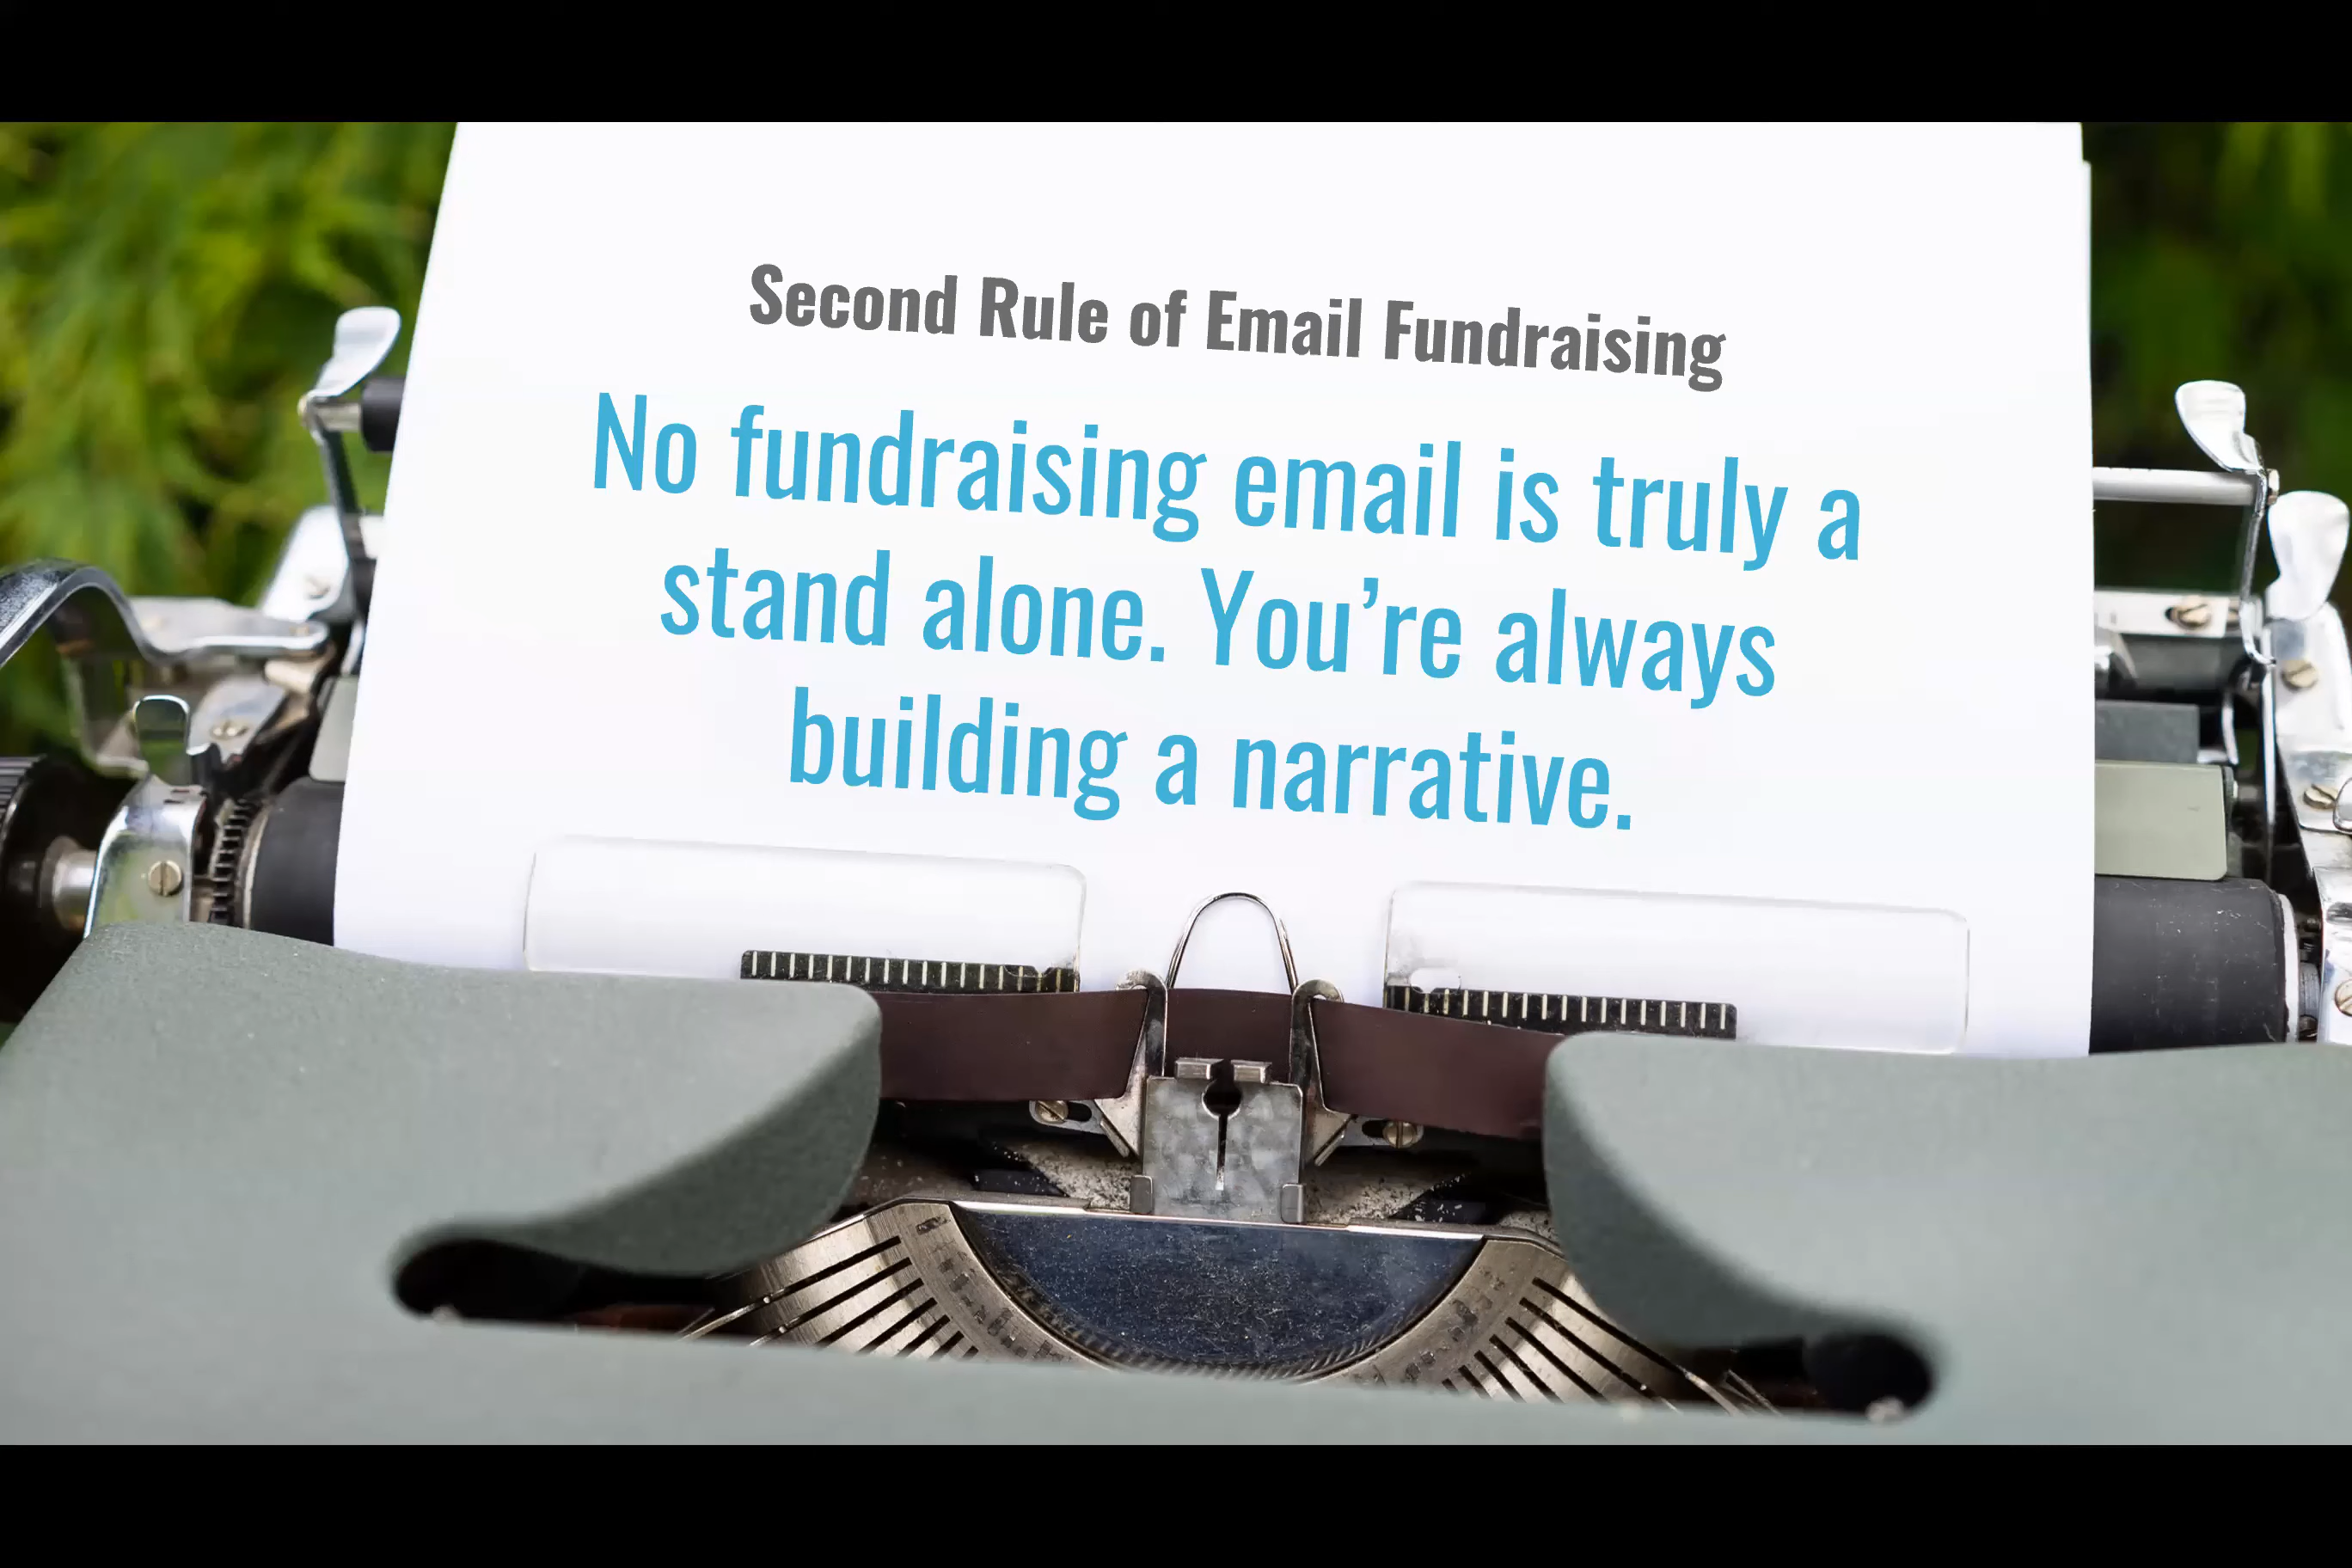 Second Rule of Email Fundraising
No fundraising email is truly a
stand alone. You’re always
building a narrative.